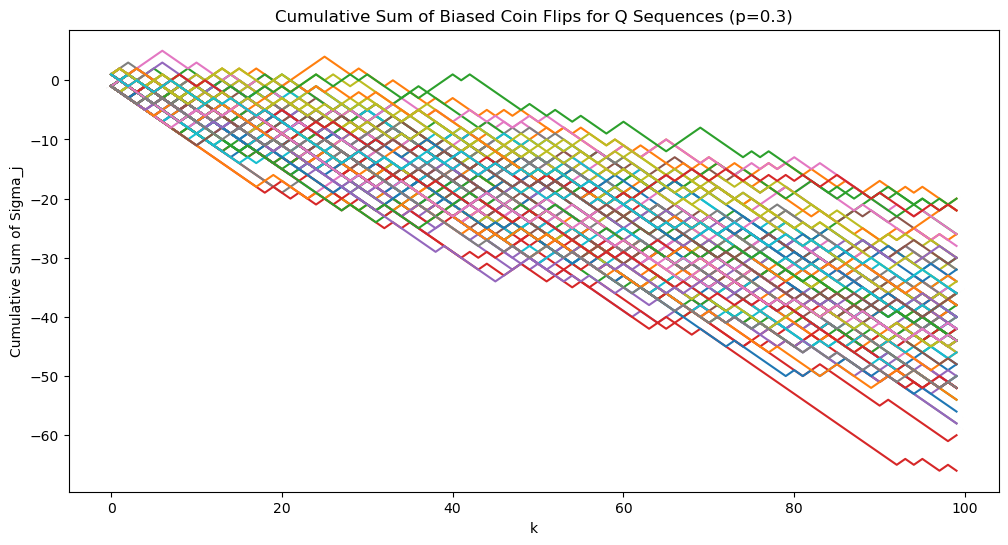 Cumulative Sum of Biased Coin Flips for Q Sequences (p=0.3)
Cumulative Sum of Sigma_j
0
−10
−20
−30
−40
−50
−60
0 20 40 60 80 100
k